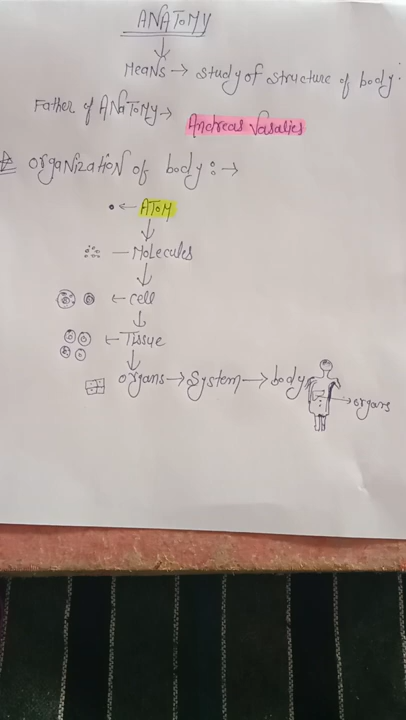 ANATOMY
Means → study of structure of body.
Father of ANATOMY → Andreas Vasalies
Organization of body :- →
← ATOM
— Molecules
← cell
← Tissue
organs → System → body
→ organs